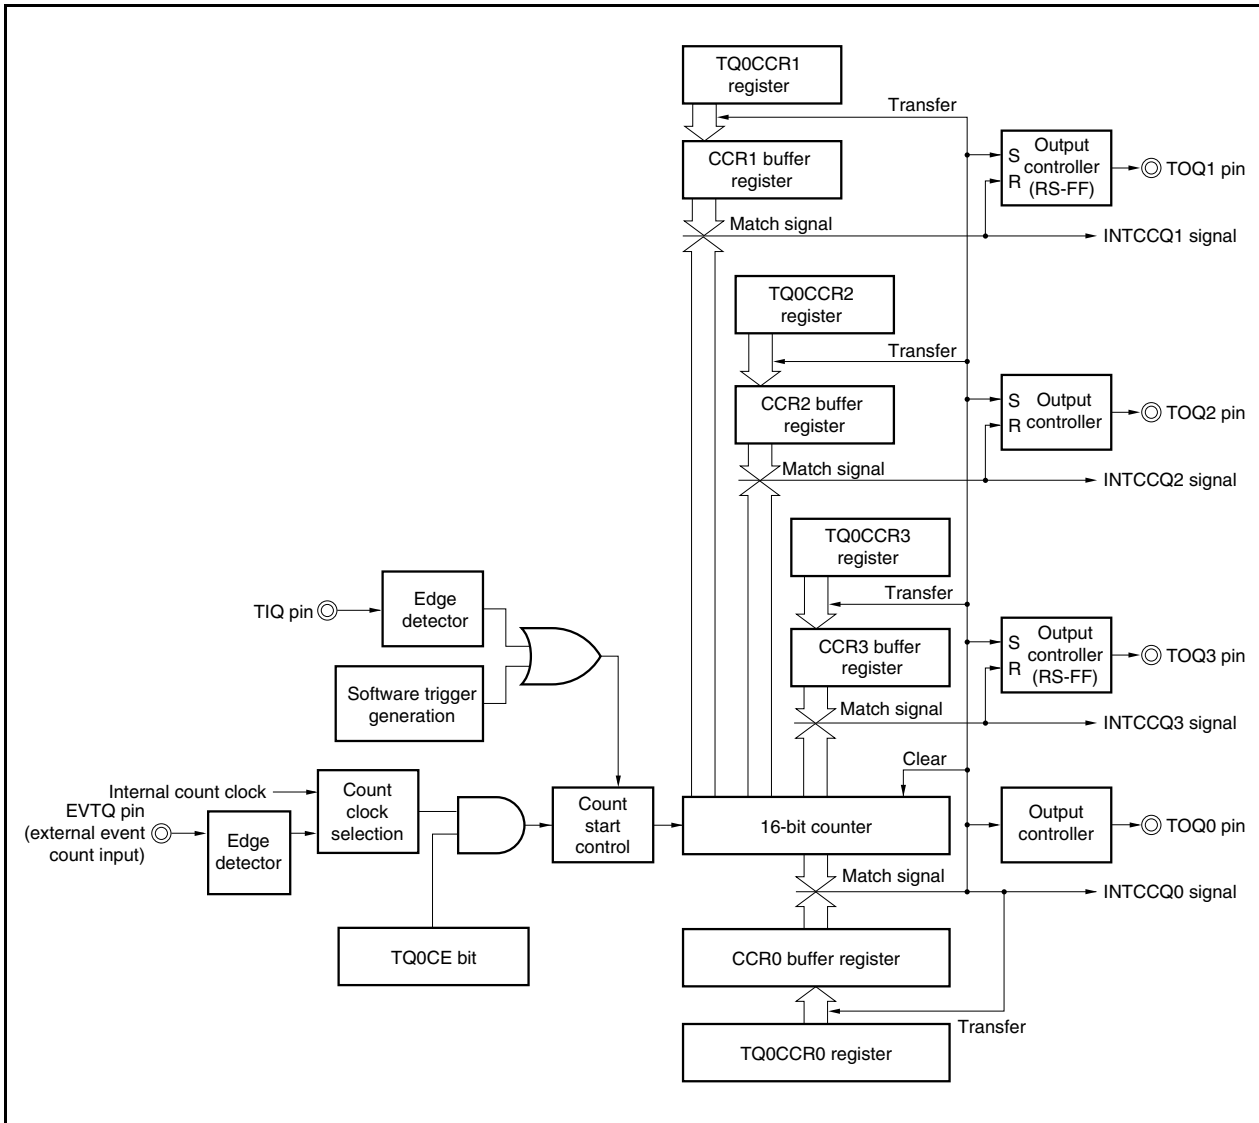 TQ0CCR1
register
Transfer
CCR1 buffer
register
S
R
Output
controller
(RS-FF)
TOQ1 pin
Match signal
INTCCQ1 signal
TQ0CCR2
register
Transfer
CCR2 buffer
register
S
R
Output
controller
TOQ2 pin
Match signal
INTCCQ2 signal
TQ0CCR3
register
Transfer
CCR3 buffer
register
S
R
Output
controller
(RS-FF)
TOQ3 pin
Match signal
INTCCQ3 signal
TIQ pin
Edge
detector
Software trigger
generation
Internal count clock
EVTQ pin
(external event
count input)
Edge
detector
Count
clock
selection
Count
start
control
Clear
16-bit counter
Output
controller
TOQ0 pin
Match signal
INTCCQ0 signal
TQ0CE bit
CCR0 buffer register
Transfer
TQ0CCR0 register